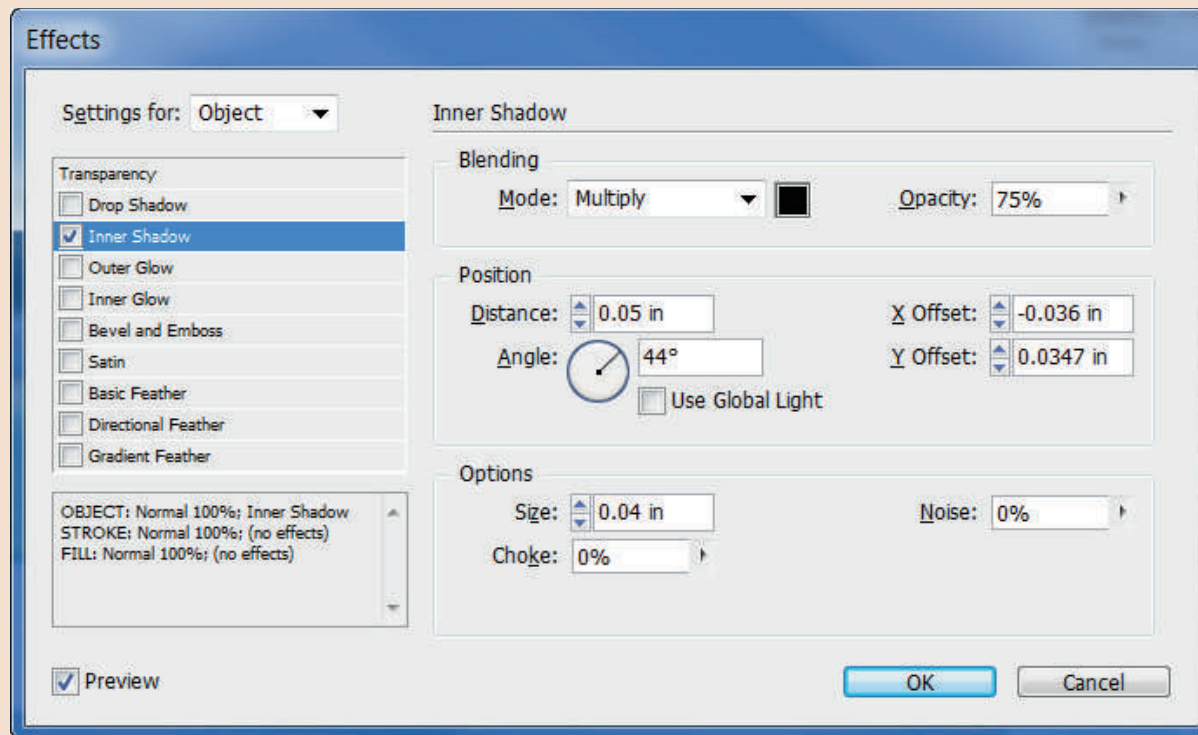 Effects
Settings for: Object
Transparency
Drop Shadow
Inner Shadow
Outer Glow
Inner Glow
Bevel and Emboss
Satin
Basic Feather
Directional Feather
Gradient Feather
OBJECT: Normal 100%; Inner Shadow
STROKE: Normal 100%; (no effects)
FILL: Normal 100%; (no effects)
Preview
Inner Shadow
Blending
Mode: Multiply Opacity: 75%
Position
Distance: 0.05 in X Offset: -0.036 in
Angle: 44° Y Offset: 0.0347 in
Use Global Light
Options
Size: 0.04 in Noise: 0%
Choke: 0%
OK Cancel